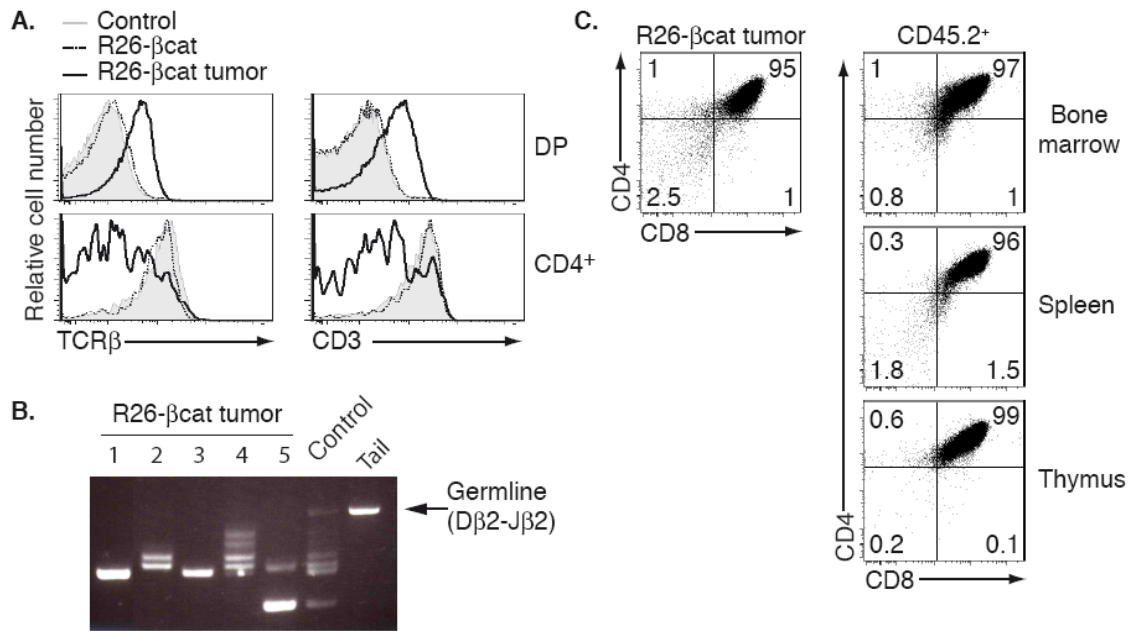 A.
Control
R26-βcat
R26-βcat tumor
Relative cell number
DP
CD4+
TCRβ
CD3
B.
R26-βcat tumor
Control
Tail
1 2 3 4 5
Germline
(Dβ2-Jβ2)
C.
R26-βcat tumor
1 95
2.5 1
CD4
CD8
CD45.2+
1 97
0.8 1
Bone
marrow
0.3 96
1.8 1.5
Spleen
0.6 99
0.2 0.1
Thymus
CD4
CD8